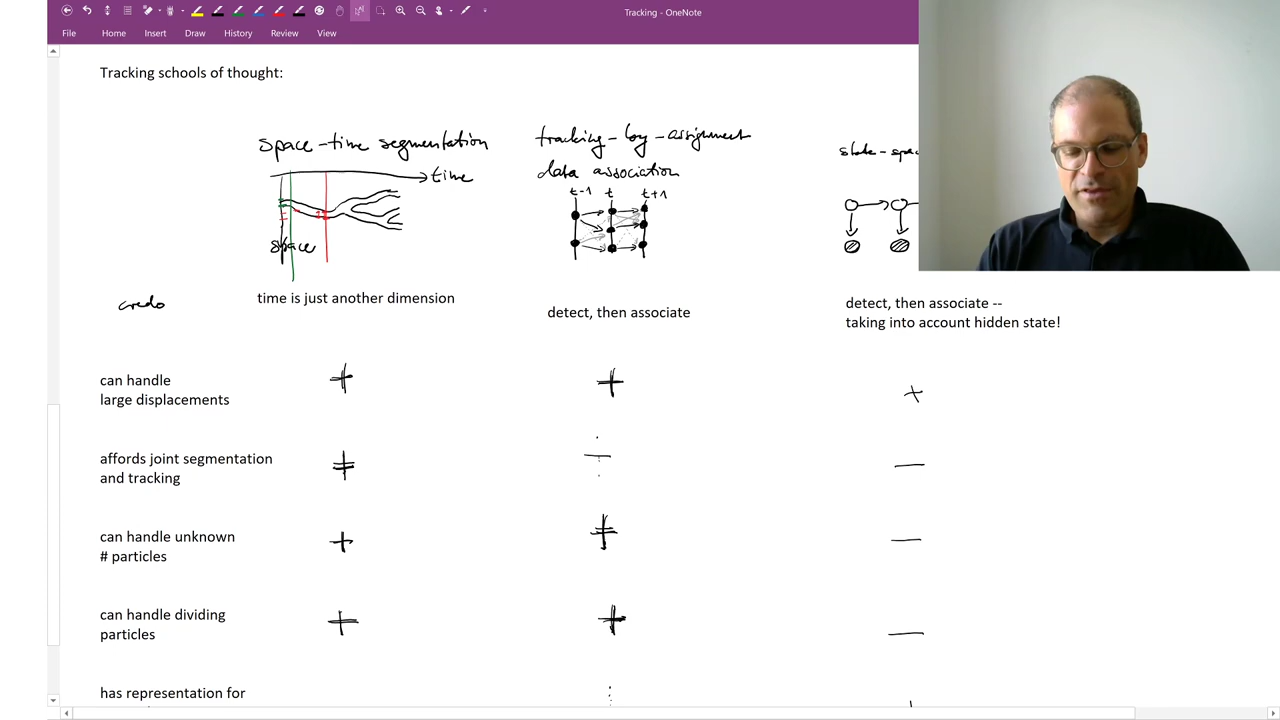 Tracking - OneNote
File Home Insert Draw History Review View
Tracking schools of thought:
space-time segmentation
time
space
tracking-by-assignment
data association
t-1 t t+1
state-spac
credo
time is just another dimension
detect, then associate
detect, then associate --
taking into account hidden state!
can handle
large displacements
+ + +
affords joint segmentation
and tracking
can handle unknown
# particles
can handle dividing
particles
+ + —
has representation for